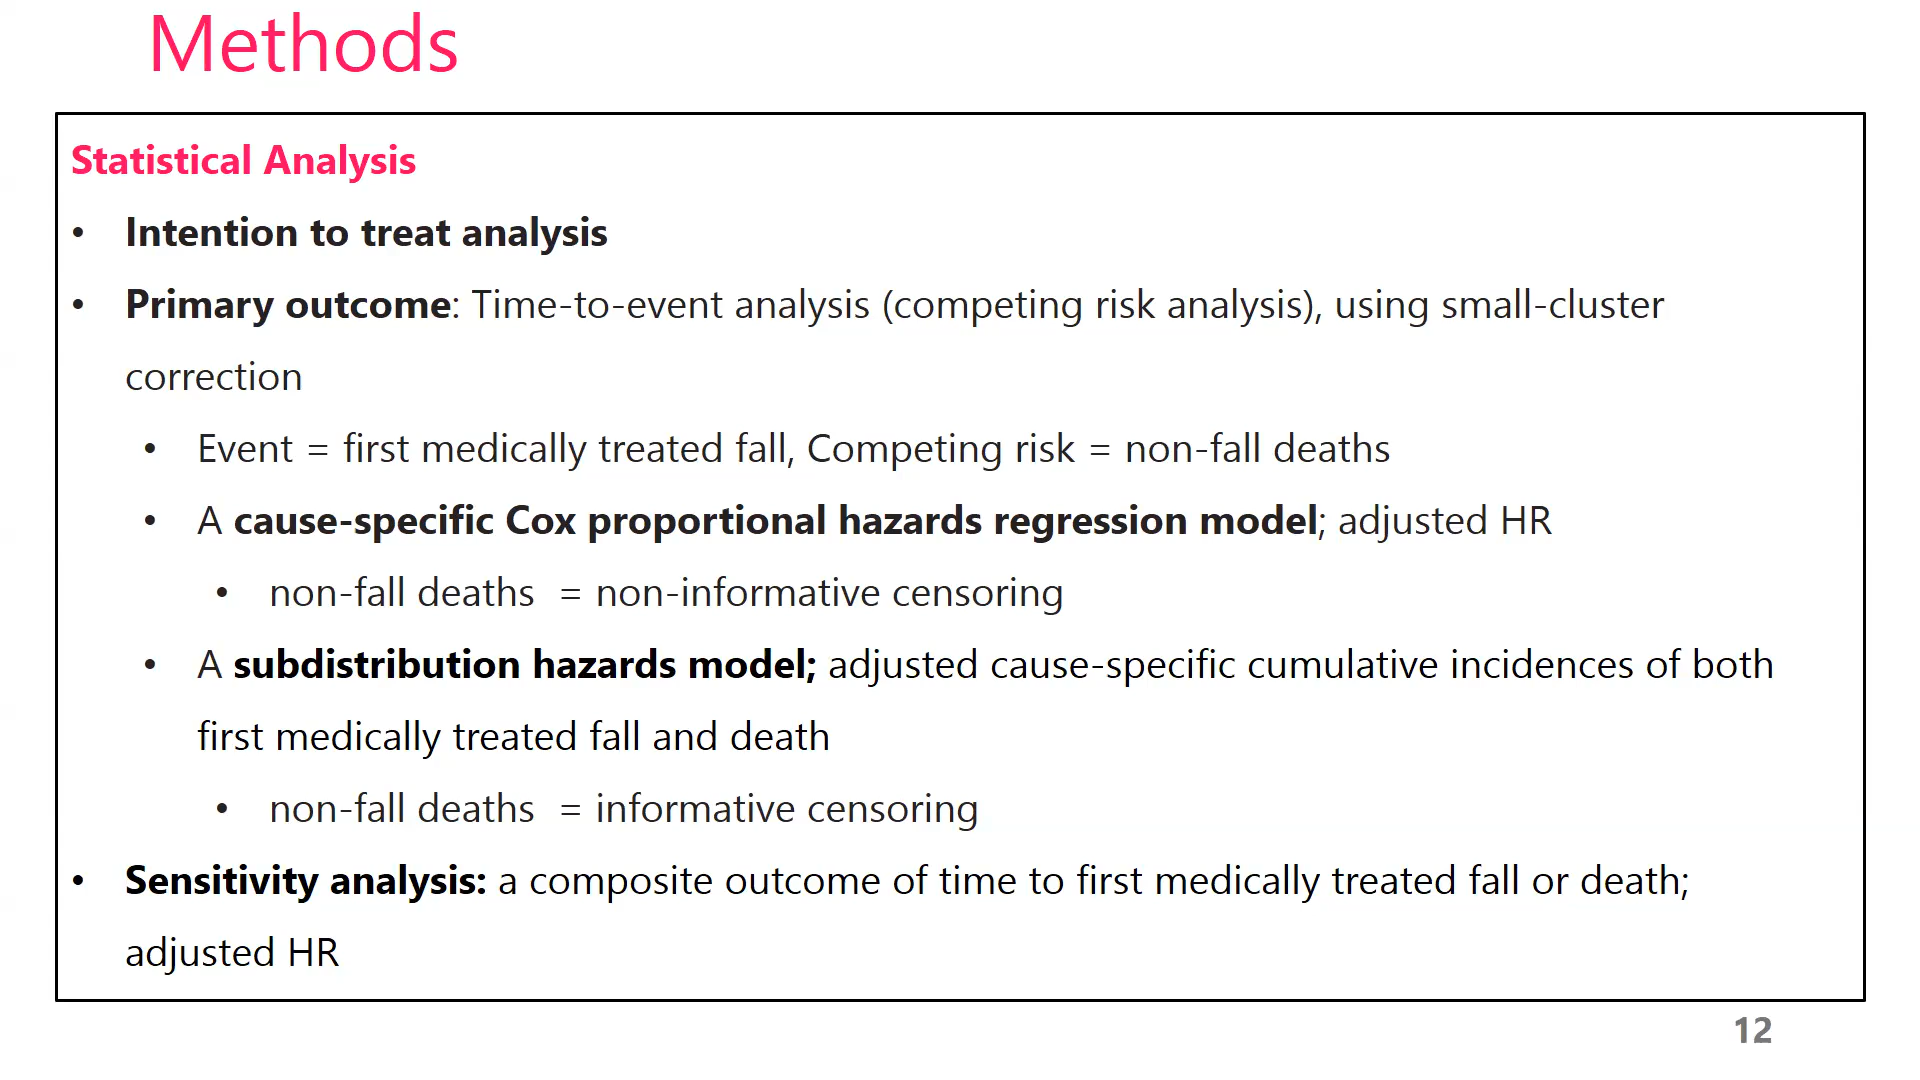 Methods
Statistical Analysis
• Intention to treat analysis
• Primary outcome: Time-to-event analysis (competing risk analysis), using small-cluster
correction
• Event = first medically treated fall, Competing risk = non-fall deaths
• A cause-specific Cox proportional hazards regression model; adjusted HR
• non-fall deaths = non-informative censoring
• A subdistribution hazards model; adjusted cause-specific cumulative incidences of both
first medically treated fall and death
• non-fall deaths = informative censoring
• Sensitivity analysis: a composite outcome of time to first medically treated fall or death;
adjusted HR
12